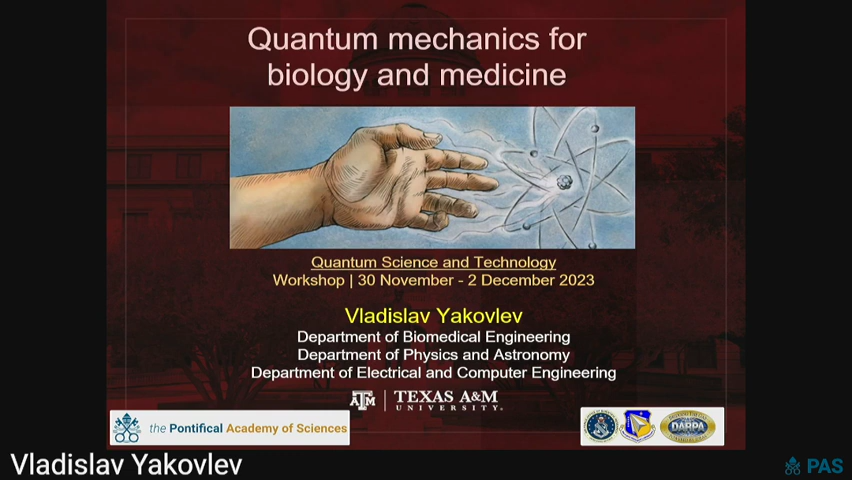 Quantum mechanics for
biology and medicine
Quantum Science and Technology
Workshop | 30 November - 2 December 2023
Vladislav Yakovlev
Department of Biomedical Engineering
Department of Physics and Astronomy
Department of Electrical and Computer Engineering
ATM | TEXAS A&M
UNIVERSITY.
the Pontifical Academy of Sciences
DARPA
Vladislav Yakovlev
PAS